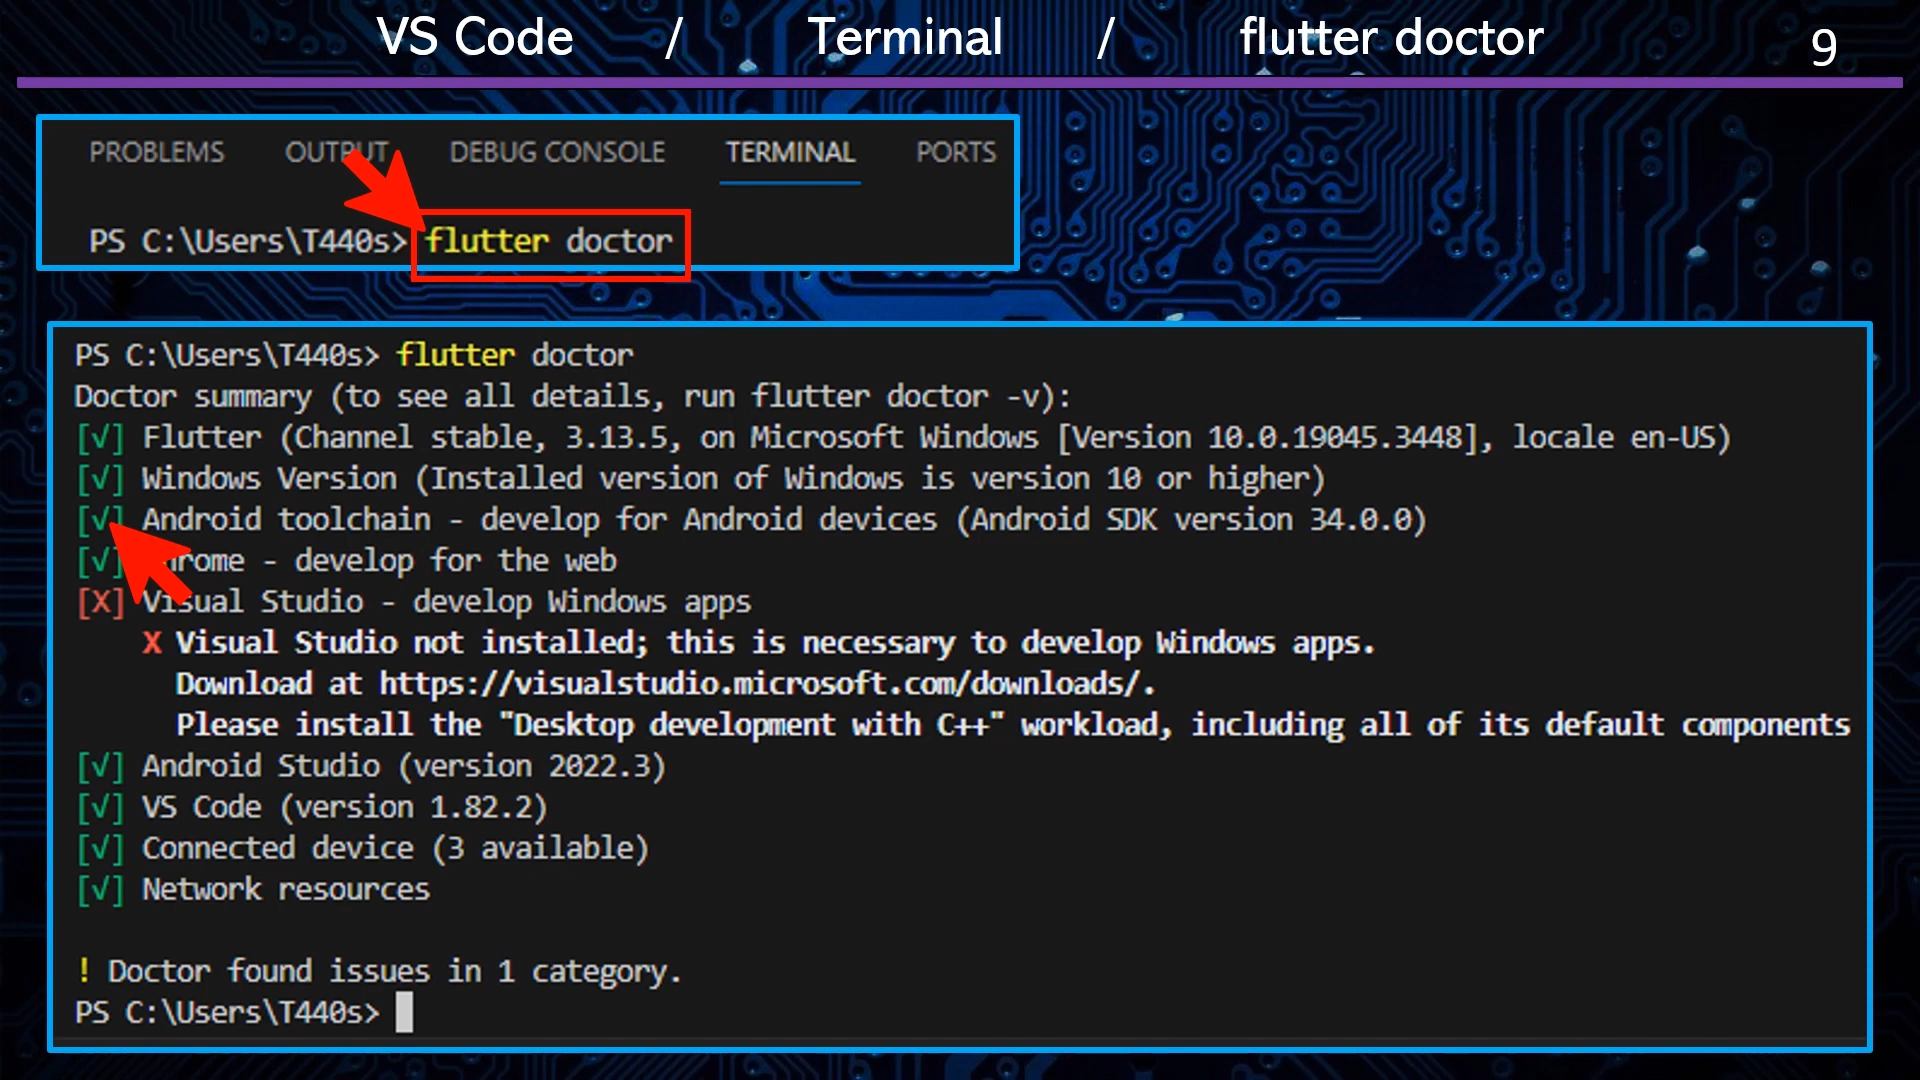 VS Code / Terminal / flutter doctor 9
PROBLEMS OUTPUT DEBUG CONSOLE TERMINAL PORTS
PS C:\Users\T440s> flutter doctor
PS C:\Users\T440s> flutter doctor
Doctor summary (to see all details, run flutter doctor -v):
[√] Flutter (Channel stable, 3.13.5, on Microsoft Windows [Version 10.0.19045.3448], locale en-US)
[√] Windows Version (Installed version of Windows is version 10 or higher)
[√] Android toolchain - develop for Android devices (Android SDK version 34.0.0)
[√] Chrome - develop for the web
[X] Visual Studio - develop Windows apps
X Visual Studio not installed; this is necessary to develop Windows apps.
Download at https://visualstudio.microsoft.com/downloads/.
Please install the "Desktop development with C++" workload, including all of its default components
[√] Android Studio (version 2022.3)
[√] VS Code (version 1.82.2)
[√] Connected device (3 available)
[√] Network resources
! Doctor found issues in 1 category.
PS C:\Users\T440s>